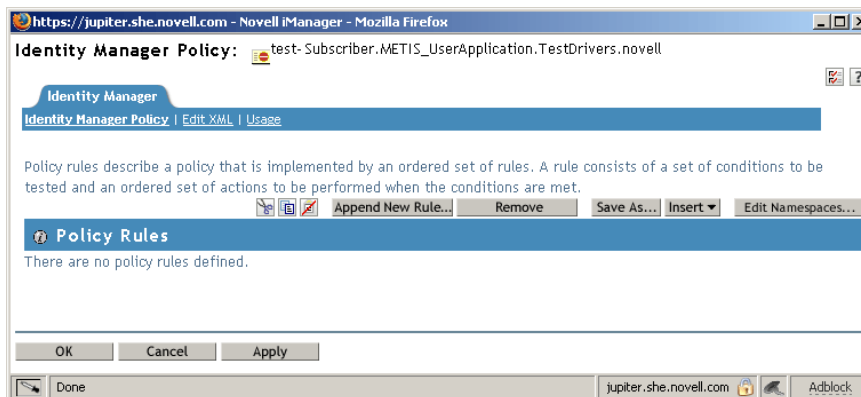 https://jupiter.she.novell.com - Novell iManager - Mozilla Firefox
Identity Manager Policy: test-Subscriber.METIS_UserApplication.TestDrivers.novell
?
Identity Manager
Identity Manager Policy | Edit XML | Usage
Policy rules describe a policy that is implemented by an ordered set of rules. A rule consists of a set of conditions to be
tested and an ordered set of actions to be performed when the conditions are met.
Append New Rule... Remove Save As... Insert Edit Namespaces...
Policy Rules
There are no policy rules defined.
OK Cancel Apply
Done jupiter.she.novell.com Adblock